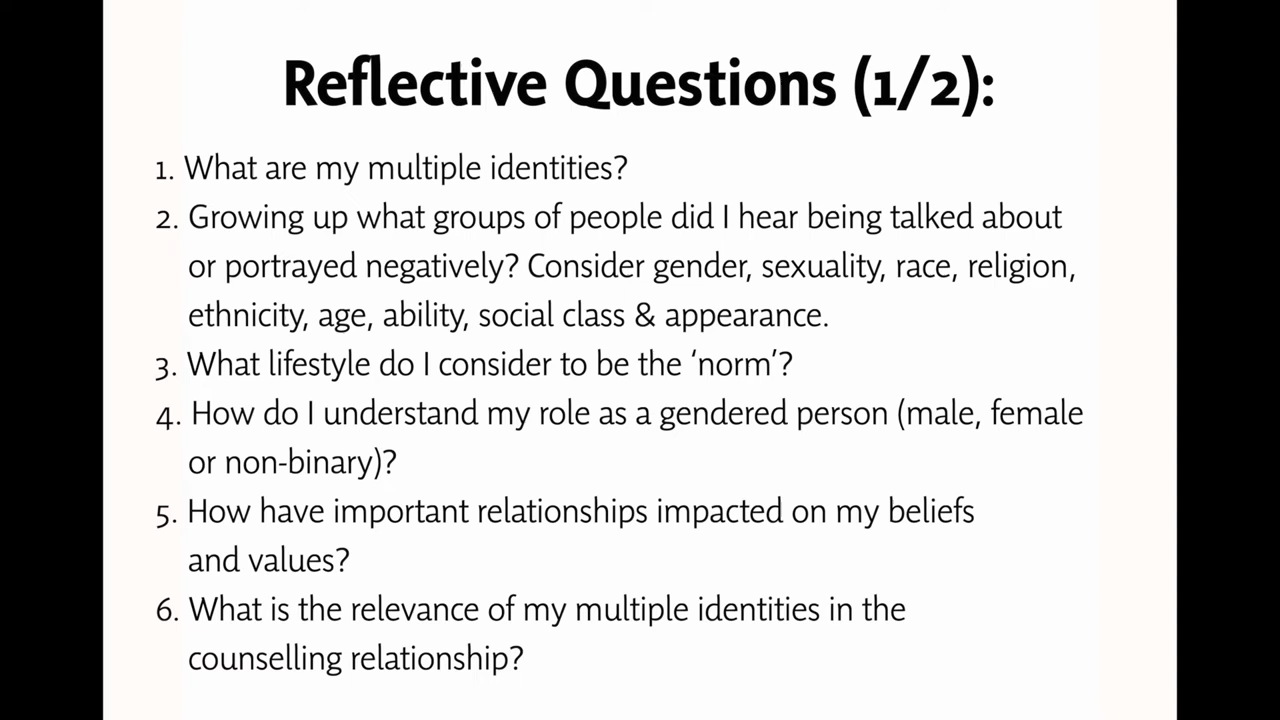 Reflective Questions (1/2):
1. What are my multiple identities?
2. Growing up what groups of people did I hear being talked about
or portrayed negatively? Consider gender, sexuality, race, religion,
ethnicity, age, ability, social class & appearance.
3. What lifestyle do I consider to be the ‘norm’?
4. How do I understand my role as a gendered person (male, female
or non-binary)?
5. How have important relationships impacted on my beliefs
and values?
6. What is the relevance of my multiple identities in the
counselling relationship?